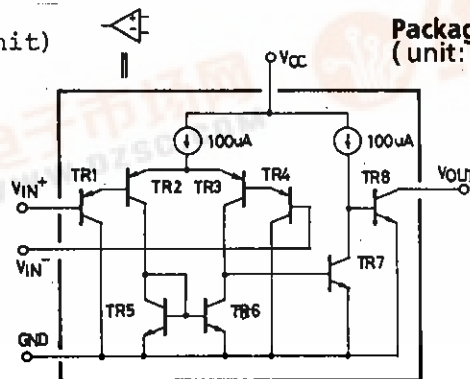 nit)
Packag
(unit:
VCC
100uA
100uA
TR1
TR2
TR3
TR4
TR8
VIN+
VOUT
VIN-
TR7
TR5
TR6
GND